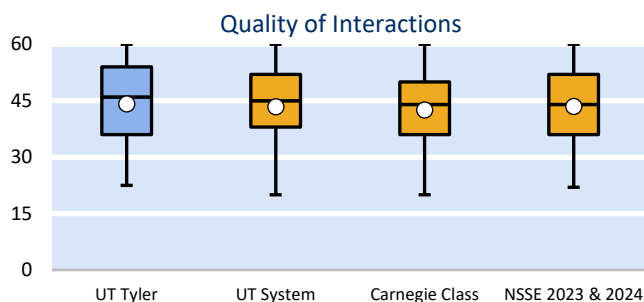 Quality of Interactions
60
45
30
15
0
UT Tyler
UT System
Carnegie Class
NSSE 2023 & 2024